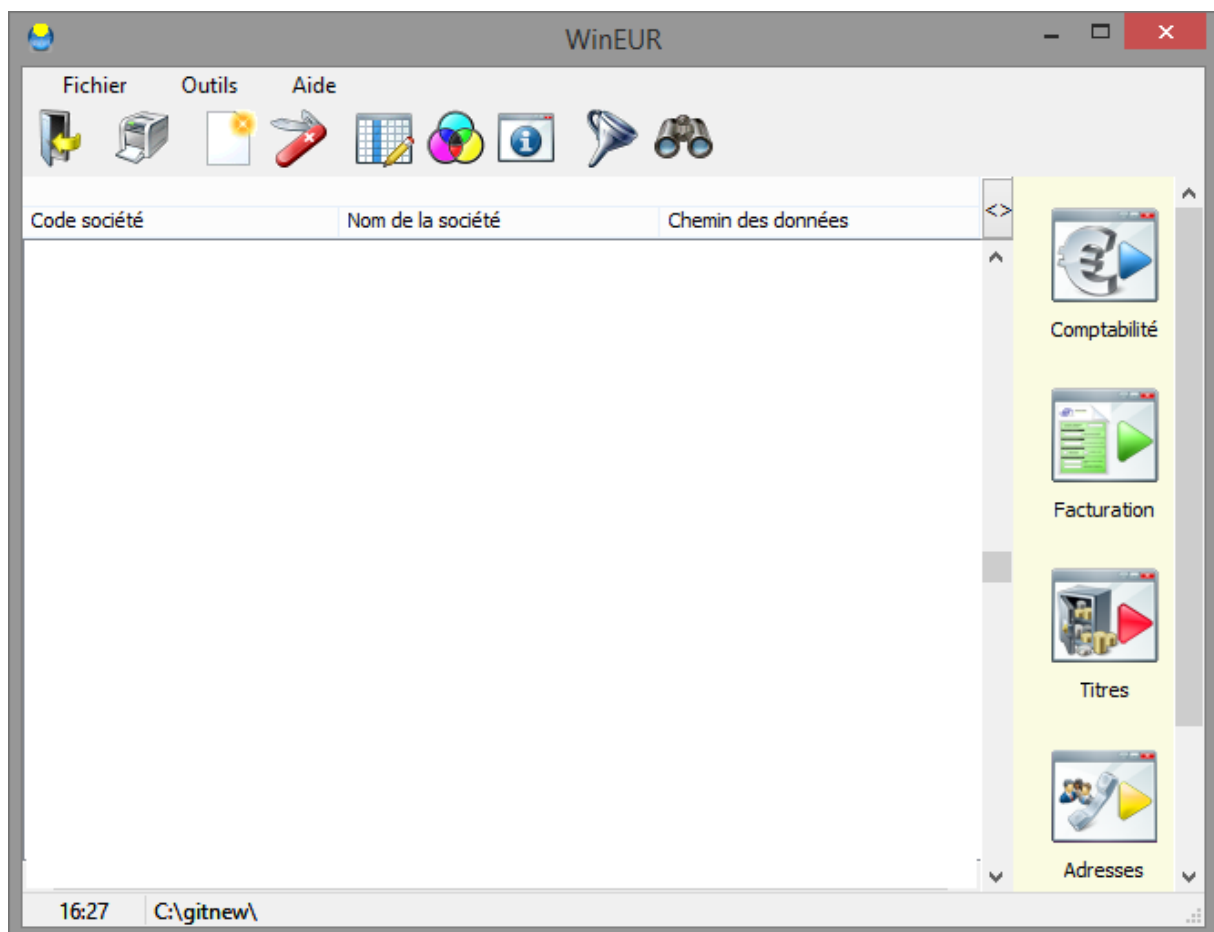 WinEUR
Fichier Outils Aide
Code société Nom de la société Chemin des données <>
Comptabilité
Facturation
Titres
Adresses
16:27 C:\gitnew\